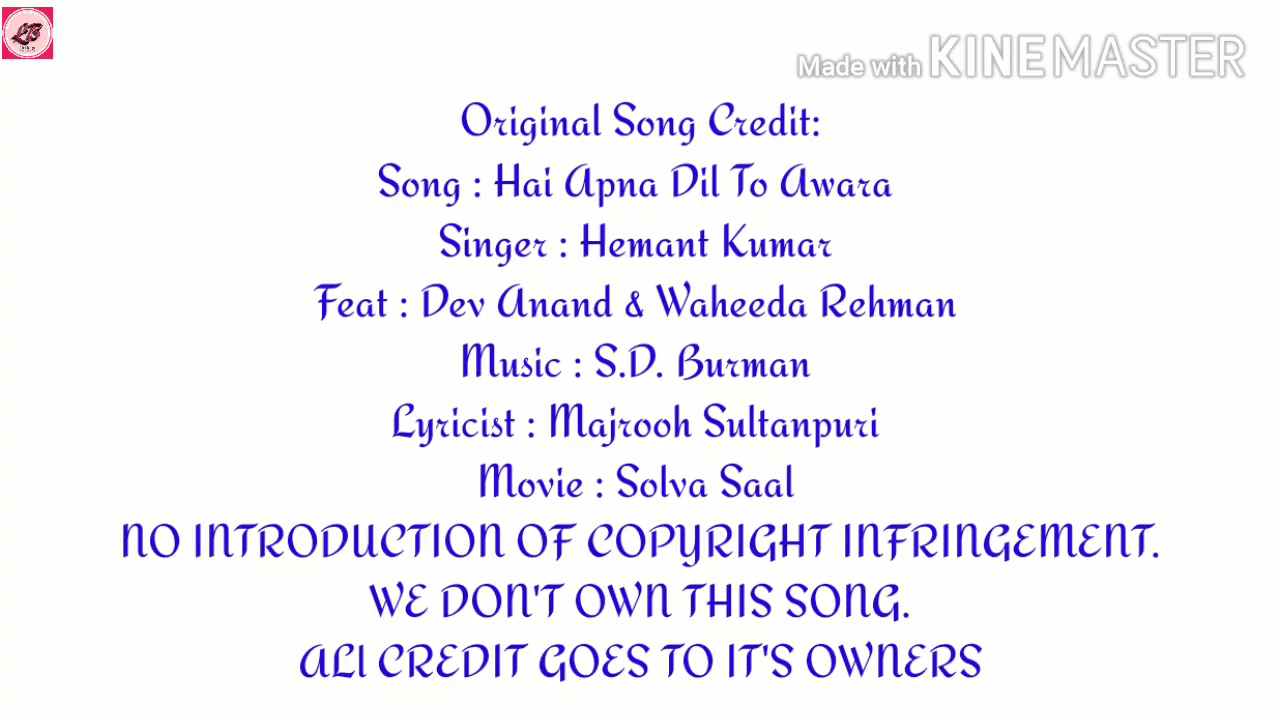 LB
Made with KINEMASTER
Original Song Credit:
Song : Hai Apna Dil To Awara
Singer : Hemant Kumar
Feat : Dev Anand & Waheeda Rehman
Music : S.D. Burman
Lyricist : Majrooh Sultanpuri
Movie : Solva Saal
NO INTRODUCTION OF COPYRIGHT INFRINGEMENT.
WE DON'T OWN THIS SONG.
ALl CREDIT GOES TO IT'S OWNERS